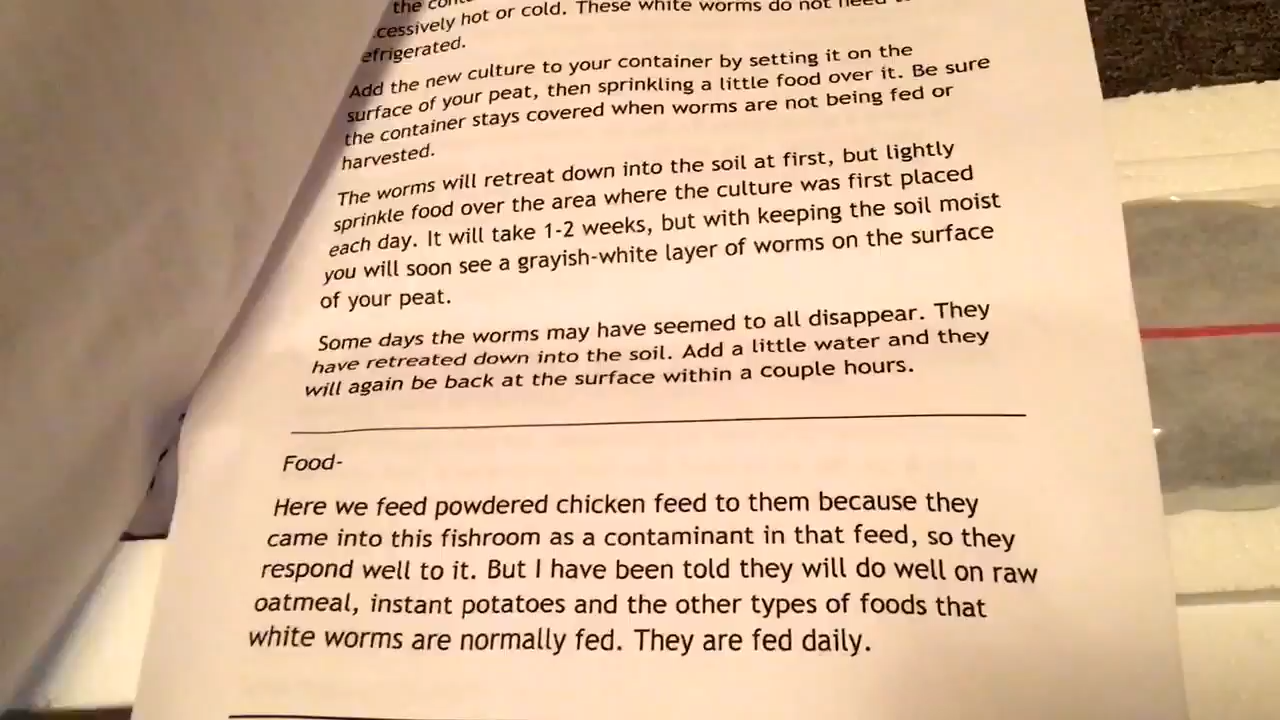 the
cessively hot or cold. These white worms do not need
efrigerated.
Add the new culture to your container by setting it on the
surface of your peat, then sprinkling a little food over it. Be sure
the container stays covered when worms are not being fed or
harvested.
The worms will retreat down into the soil at first, but lightly
sprinkle food over the area where the culture was first placed
each day. It will take 1-2 weeks, but with keeping the soil moist
you will soon see a grayish-white layer of worms on the surface
of your peat.
Some days the worms may have seemed to all disappear. They
have retreated down into the soil. Add a little water and they
will again be back at the surface within a couple hours.
Food-
Here we feed powdered chicken feed to them because they
came into this fishroom as a contaminant in that feed, so they
respond well to it. But I have been told they will do well on raw
oatmeal, instant potatoes and the other types of foods that
white worms are normally fed. They are fed daily.